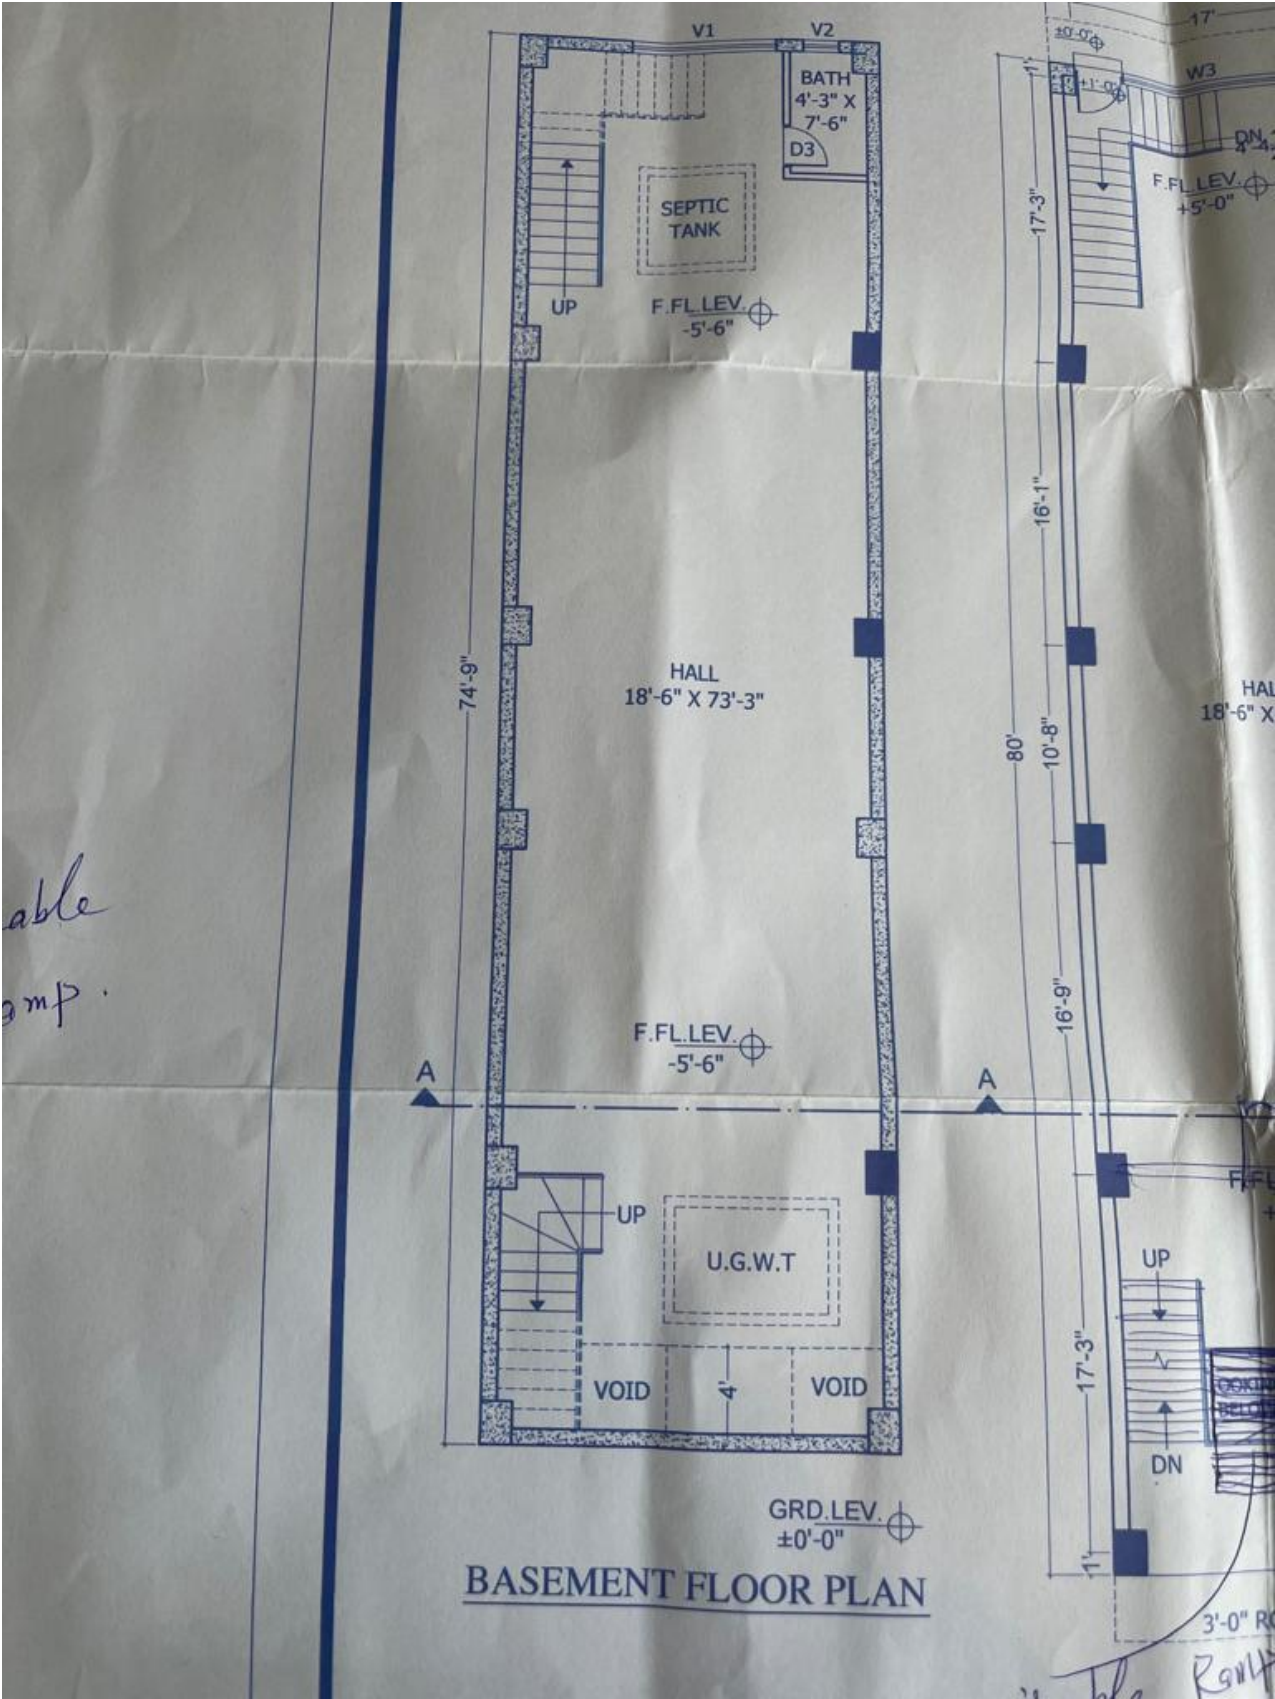 V1
V2
BATH
4'-3" X
7'-6"
D3
SEPTIC
TANK
UP
F.FL.LEV.
-5'-6"
74'-9"
HALL
18'-6" X 73'-3"
F.FL.LEV.
-5'-6"
A
A
UP
U.G.W.T
VOID
4'
VOID
GRD.LEV.
±0'-0"
BASEMENT FLOOR PLAN
able
17'
±0'-0"
1'
+1'-0"
W3
DN
F.FL.LEV.
+5'-0"
17'-3"
16'-1"
80'
10'-8"
18'-6" X
16'-9"
UP
17'-3"
DN
1'
3'-0"